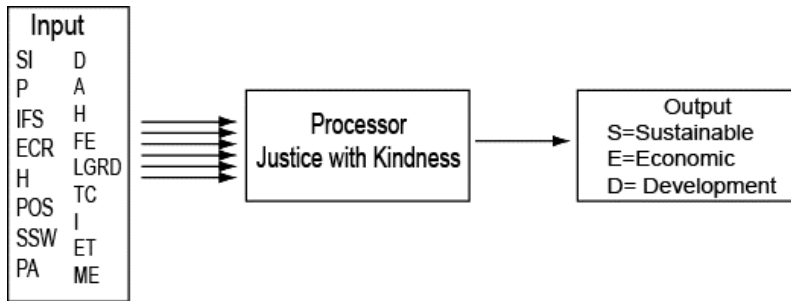 Input
SI
P
IFS
ECR
H
POS
SSW
PA
D
A
H
FE
LGRD
TC
I
ET
ME
Processor
Justice with Kindness
Output
S=Sustainable
E=Economic
D= Development